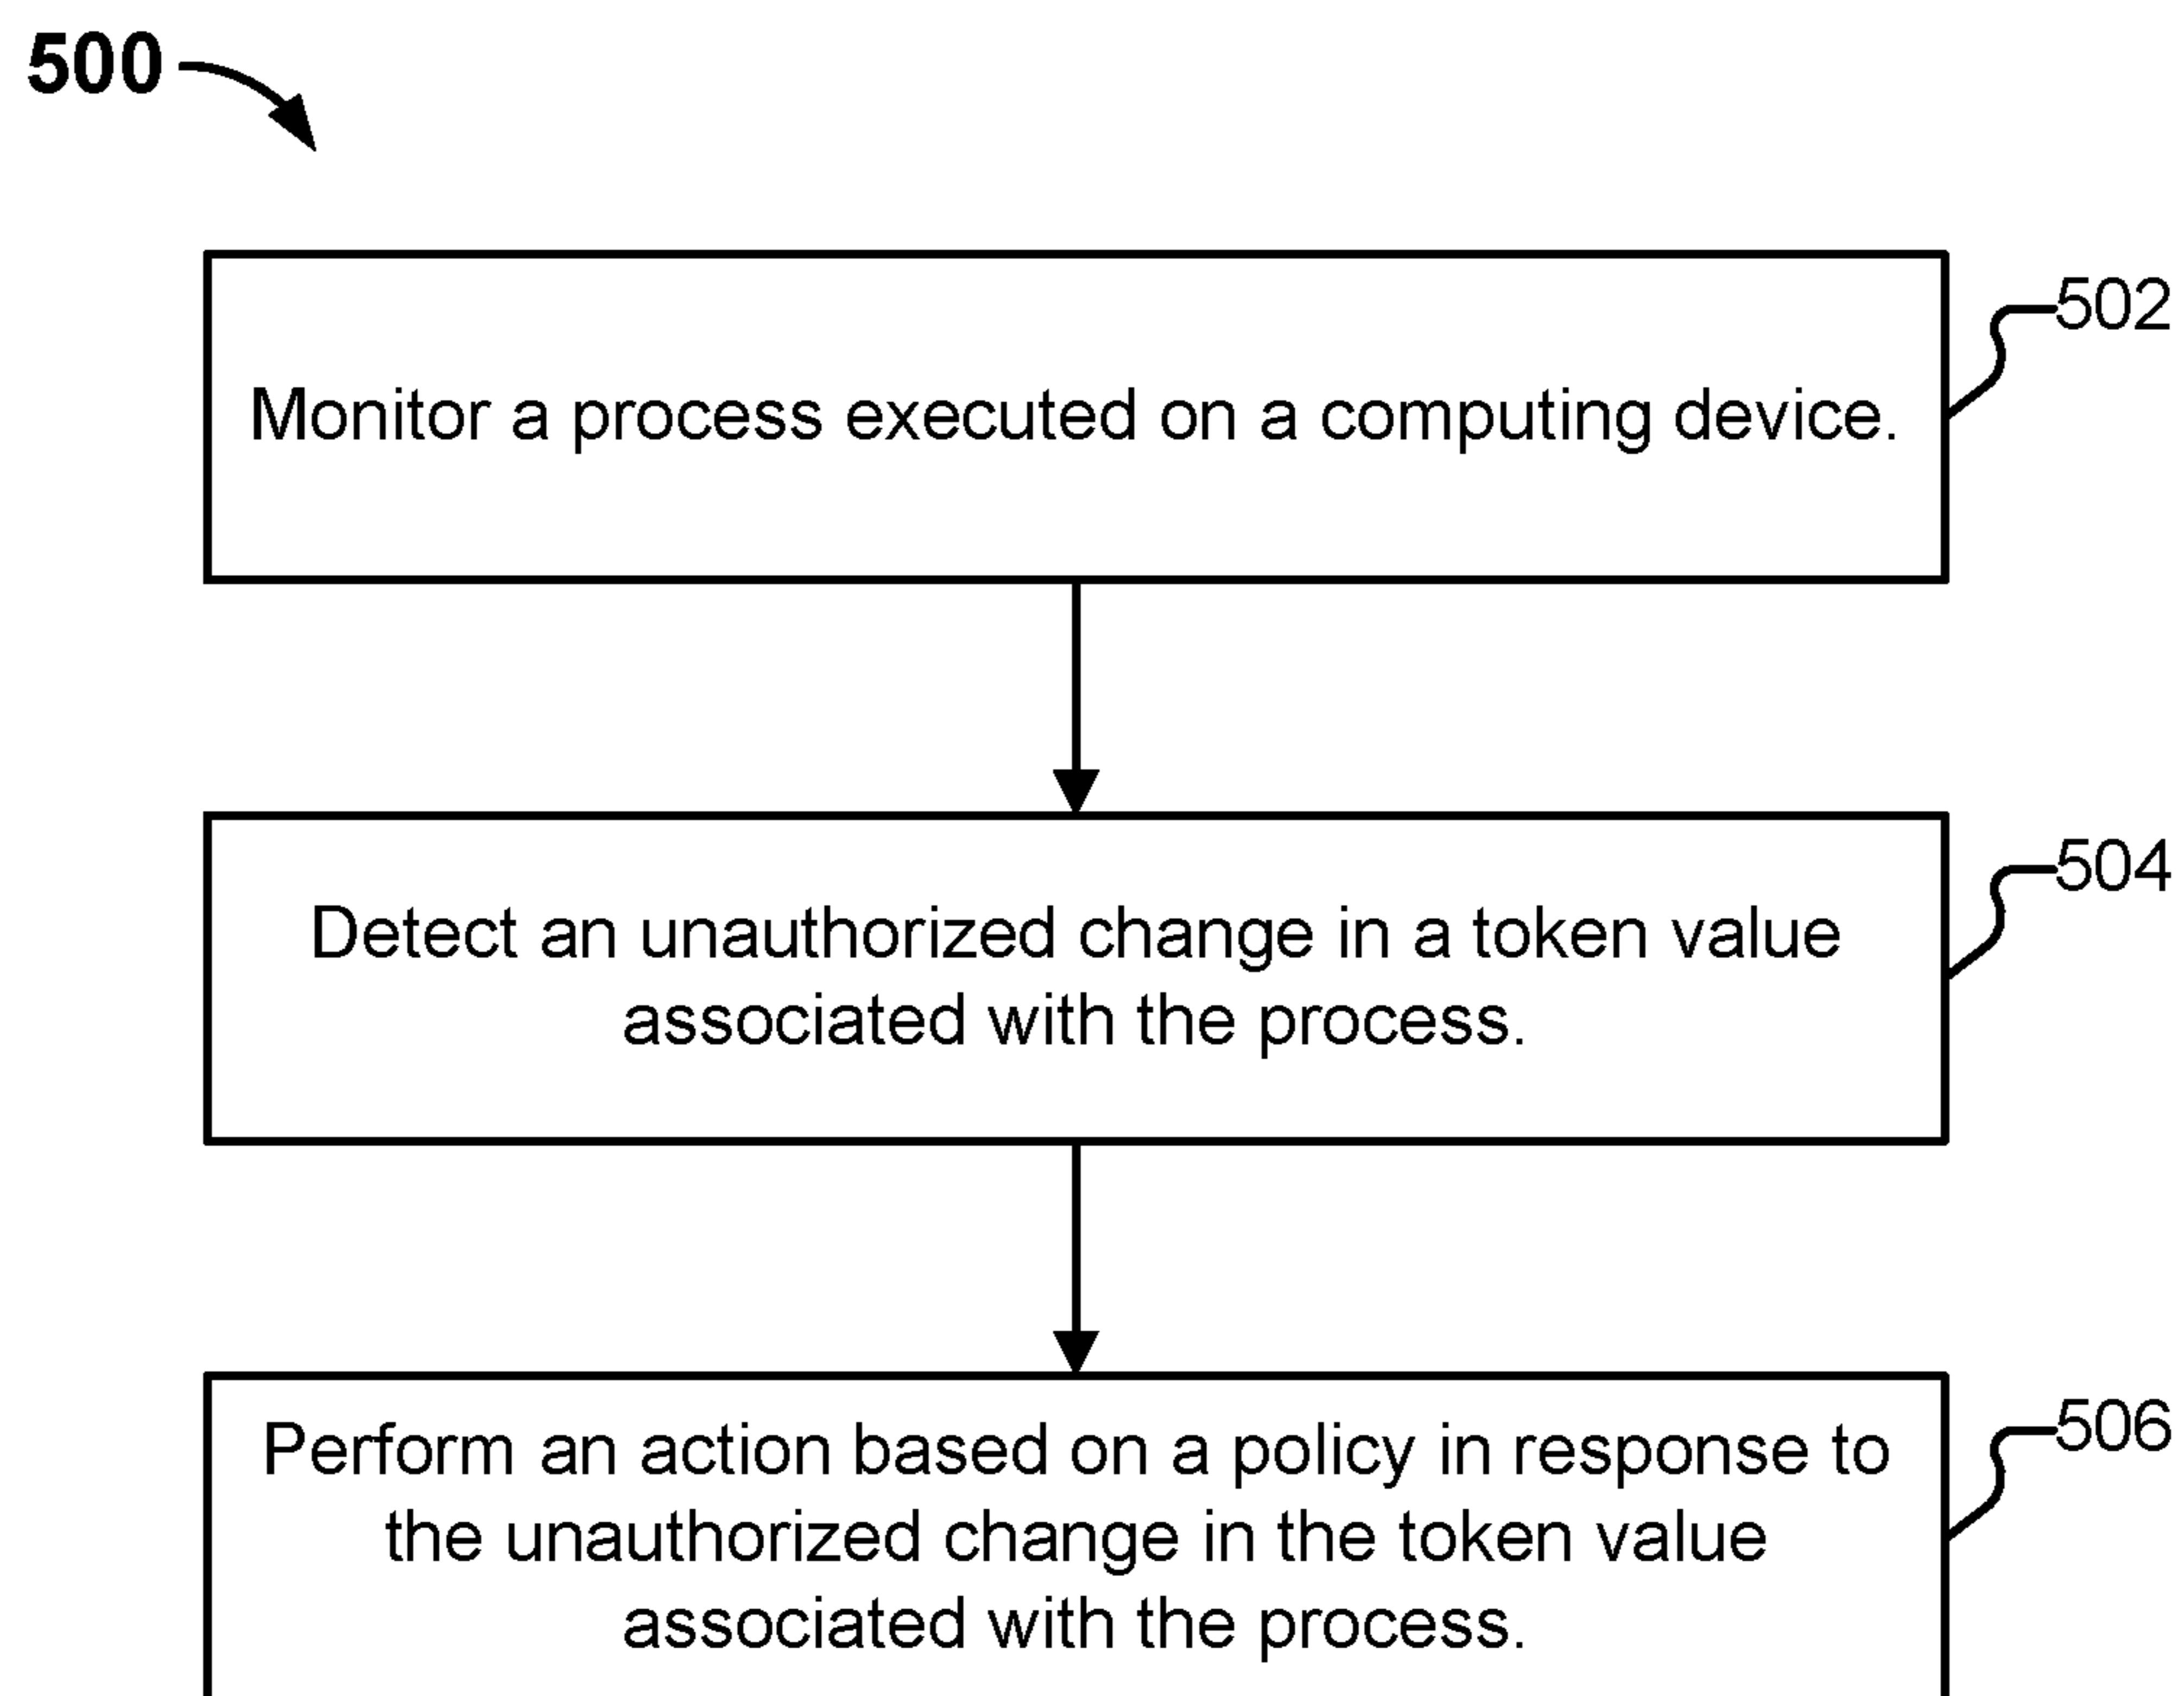 500
502
Monitor a process executed on a computing device.
504
Detect an unauthorized change in a token value
associated with the process.
506
Perform an action based on a policy in response to
the unauthorized change in the token value
associated with the process.